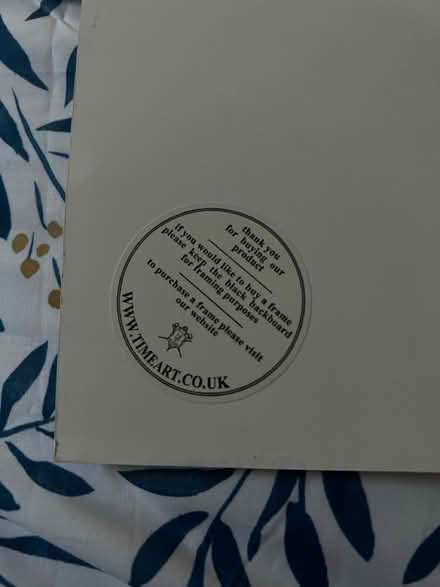 thank you
for buying our
product
if you would like to buy a frame
please keep the black backboard
for framing purposes
to purchase a frame please visit
our website
WWW.TIMEART.CO.UK